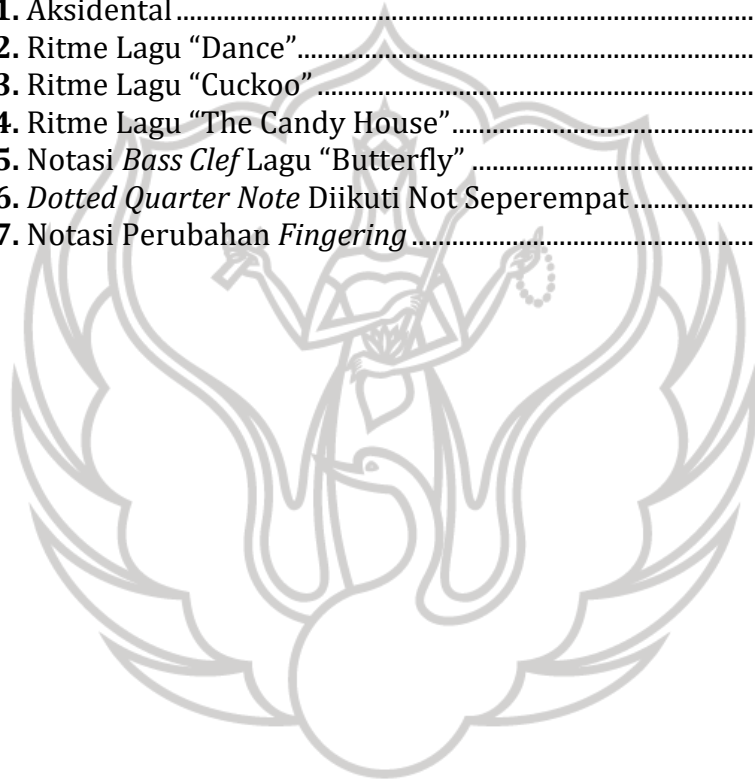 1. Aksidental ........................................................................................
2. Ritme Lagu “Dance”....................................................................
3. Ritme Lagu “Cuckoo” .................................................................
4. Ritme Lagu “The Candy House”.............................................
5. Notasi Bass Clef Lagu “Butterfly” ..........................................
6. Dotted Quarter Note Diikuti Not Seperempat ..................
7. Notasi Perubahan Fingering ....................................................